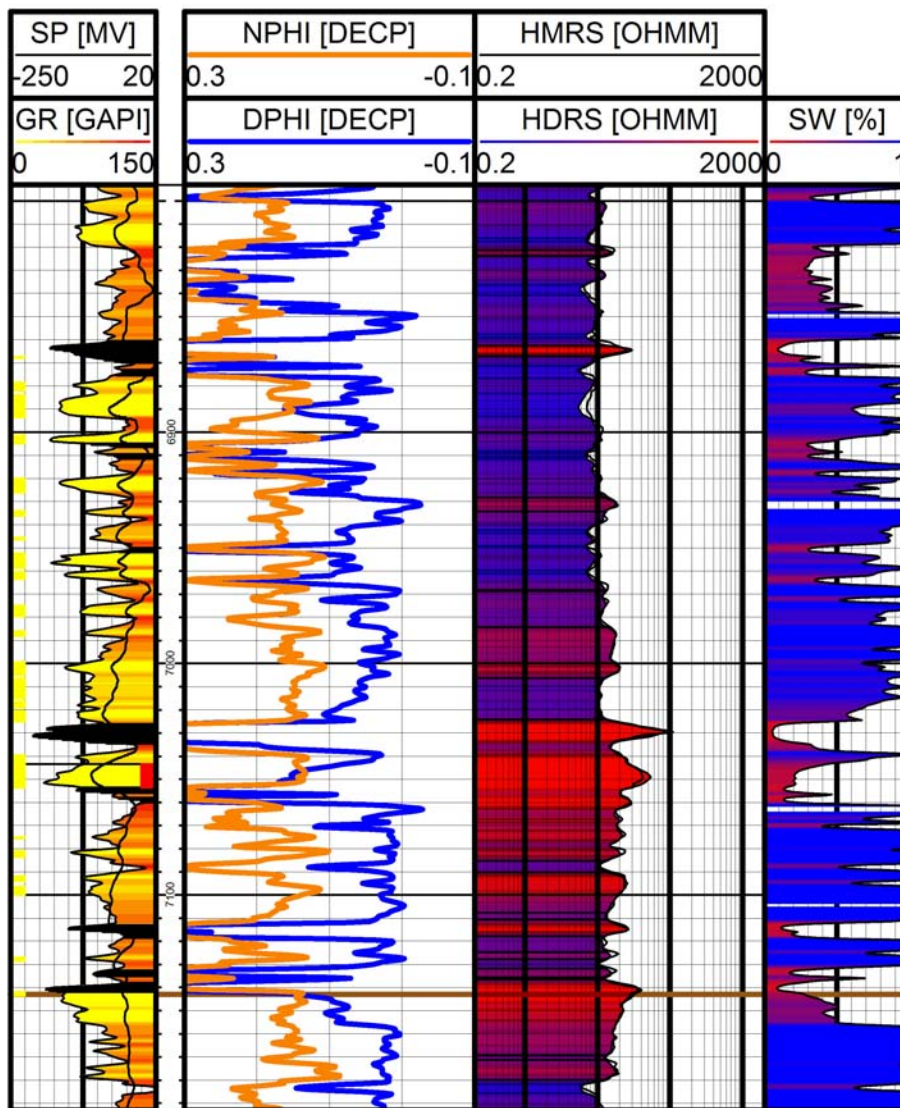 SP [MV]
-250 20
NPHI [DECP]
0.3 -0.1
HMRS [OHMM]
0.2 2000
GR [GAPI]
0 150
DPHI [DECP]
0.3 -0.1
HDRS [OHMM]
0.2 2000
SW [%]
0 1
6900
7000
7100